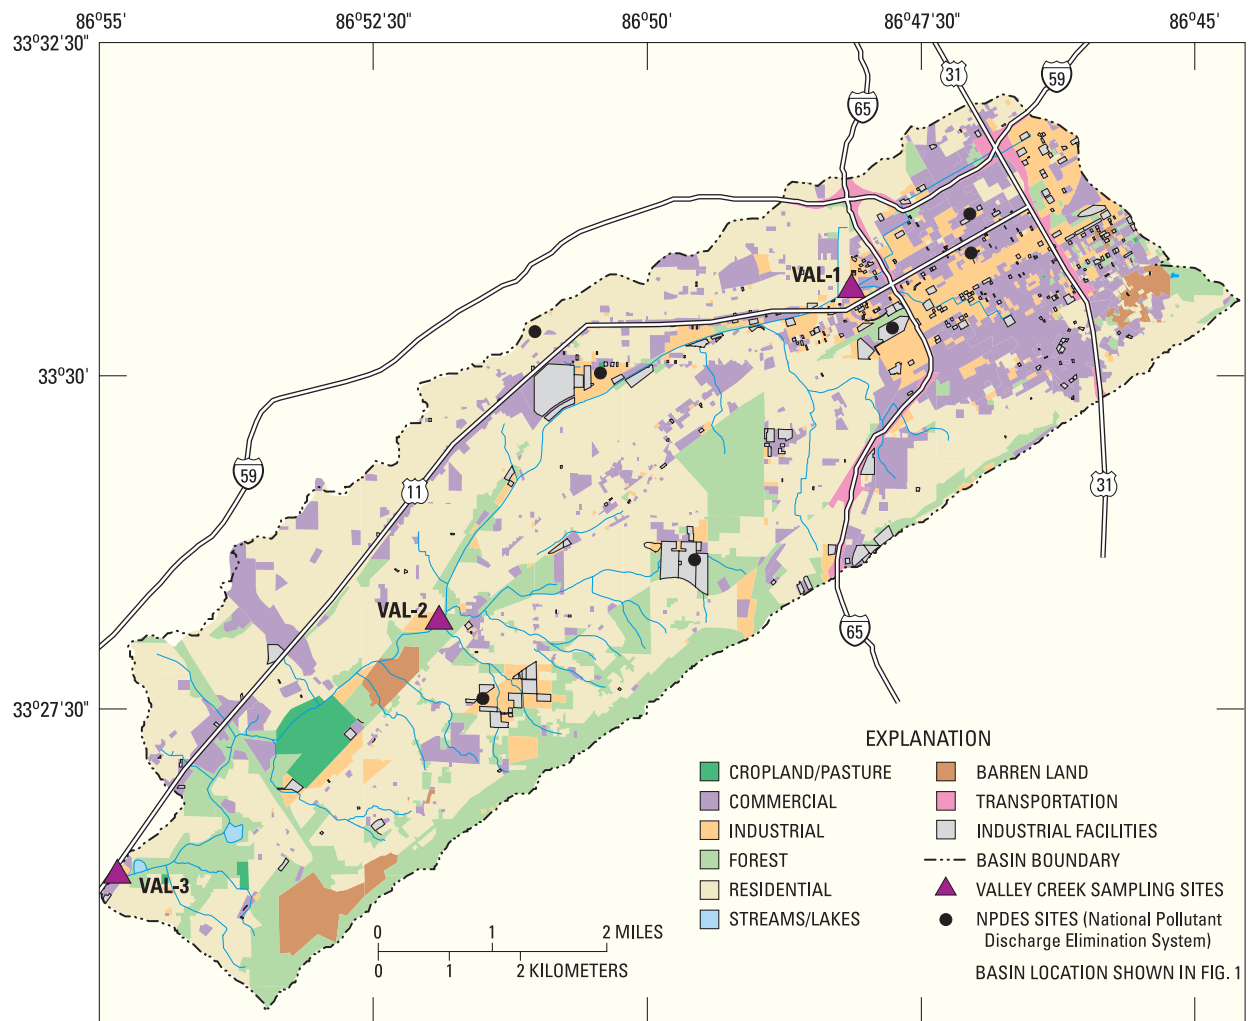 86°55'
86°52'30"
86°50'
86°47'30"
86°45'
33°32'30"
31
59
65
VAL-1
33°30'
59
11
31
VAL-2
65
33°27'30"
VAL-3
EXPLANATION
CROPLAND/PASTURE
COMMERCIAL
INDUSTRIAL
FOREST
RESIDENTIAL
STREAMS/LAKES
BARREN LAND
TRANSPORTATION
INDUSTRIAL FACILITIES
BASIN BOUNDARY
VALLEY CREEK SAMPLING SITES
NPDES SITES (National Pollutant
Discharge Elimination System)
BASIN LOCATION SHOWN IN FIG. 1
0 1 2 MILES
0 1 2 KILOMETERS